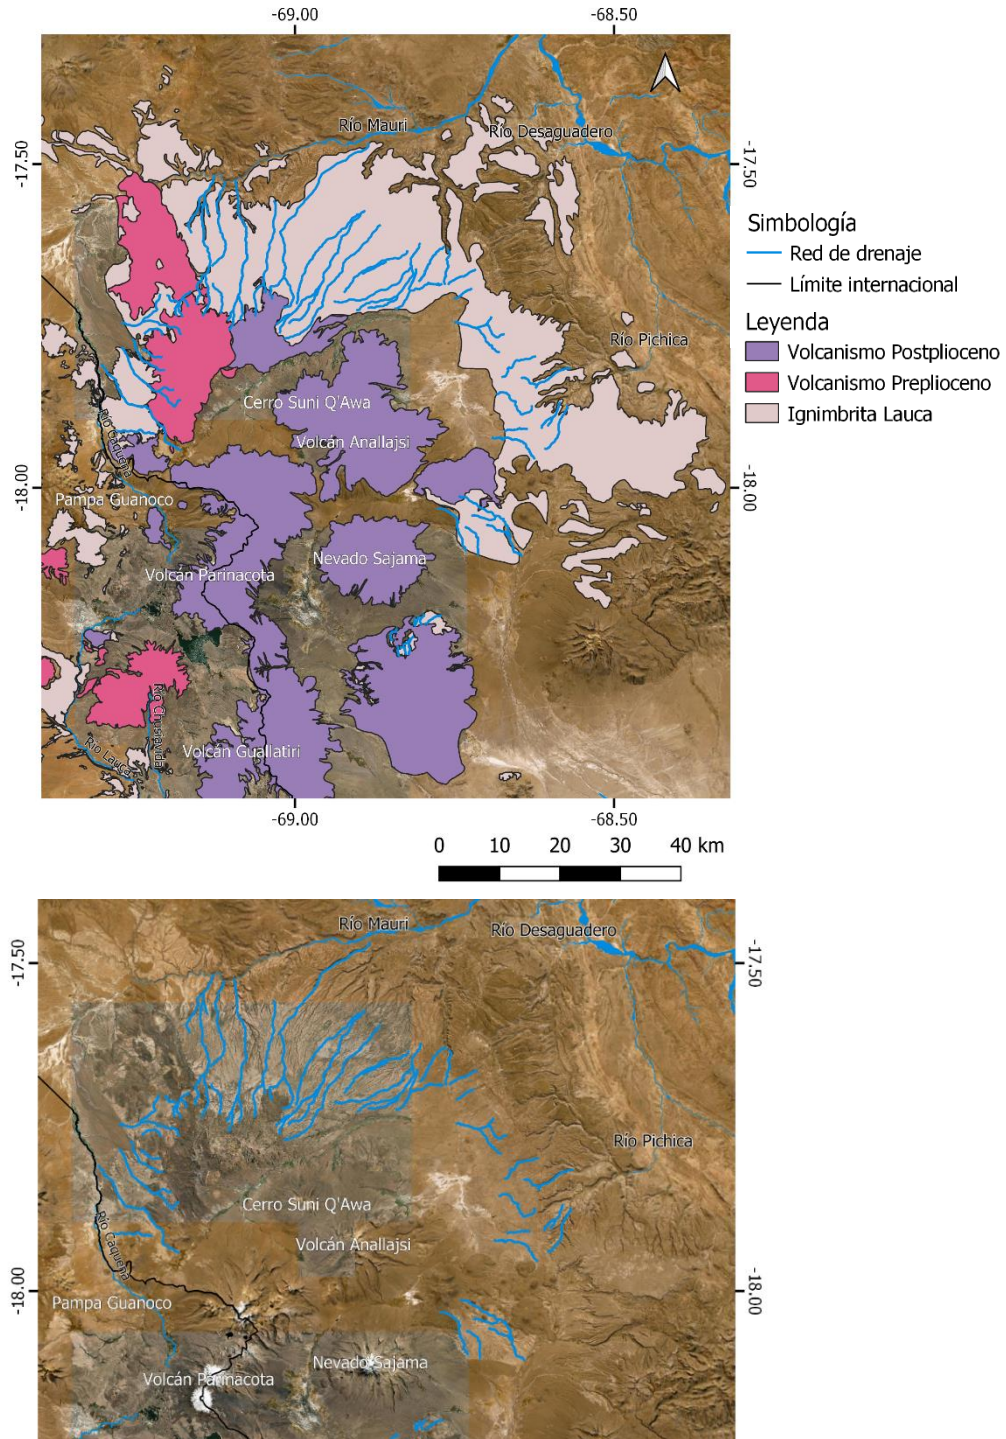 -69.00
-68.50
Río Mauri
Río Desaguadero
-17.50
-17.50
Simbología
Red de drenaje
Límite internacional
Leyenda
Volcanismo Postplioceno
Volcanismo Preplioceno
Ignimbrita Lauca
Río Pichica
Cerro Suni Q'Awa
Volcán Anallajsi
Río Caquena
-18.00
-18.00
Pampa Guanoco
Nevado Sajama
Volcán Parinacota
Río Lauca
Volcán Guallatiri
-69.00
-68.50
0 10 20 30 40 km
Río Mauri
Río Desaguadero
-17.50
-17.50
Río Pichica
Cerro Suni Q'Awa
Río Caquena
Volcán Anallajsi
-18.00
-18.00
Pampa Guanoco
Nevado Sajama
Volcán Parinacota